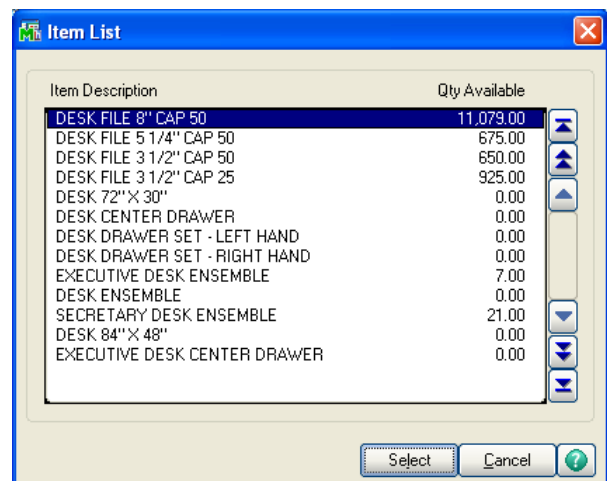 Item List
Item Description Qty Available
DESK FILE 8" CAP 50 11,079.00
DESK FILE 5 1/4" CAP 50 675.00
DESK FILE 3 1/2" CAP 50 650.00
DESK FILE 3 1/2" CAP 25 925.00
DESK 72" X 30" 0.00
DESK CENTER DRAWER 0.00
DESK DRAWER SET - LEFT HAND 0.00
DESK DRAWER SET - RIGHT HAND 0.00
EXECUTIVE DESK ENSEMBLE 7.00
DESK ENSEMBLE 0.00
SECRETARY DESK ENSEMBLE 21.00
DESK 84" X 48" 0.00
EXECUTIVE DESK CENTER DRAWER 0.00
Select Cancel ?